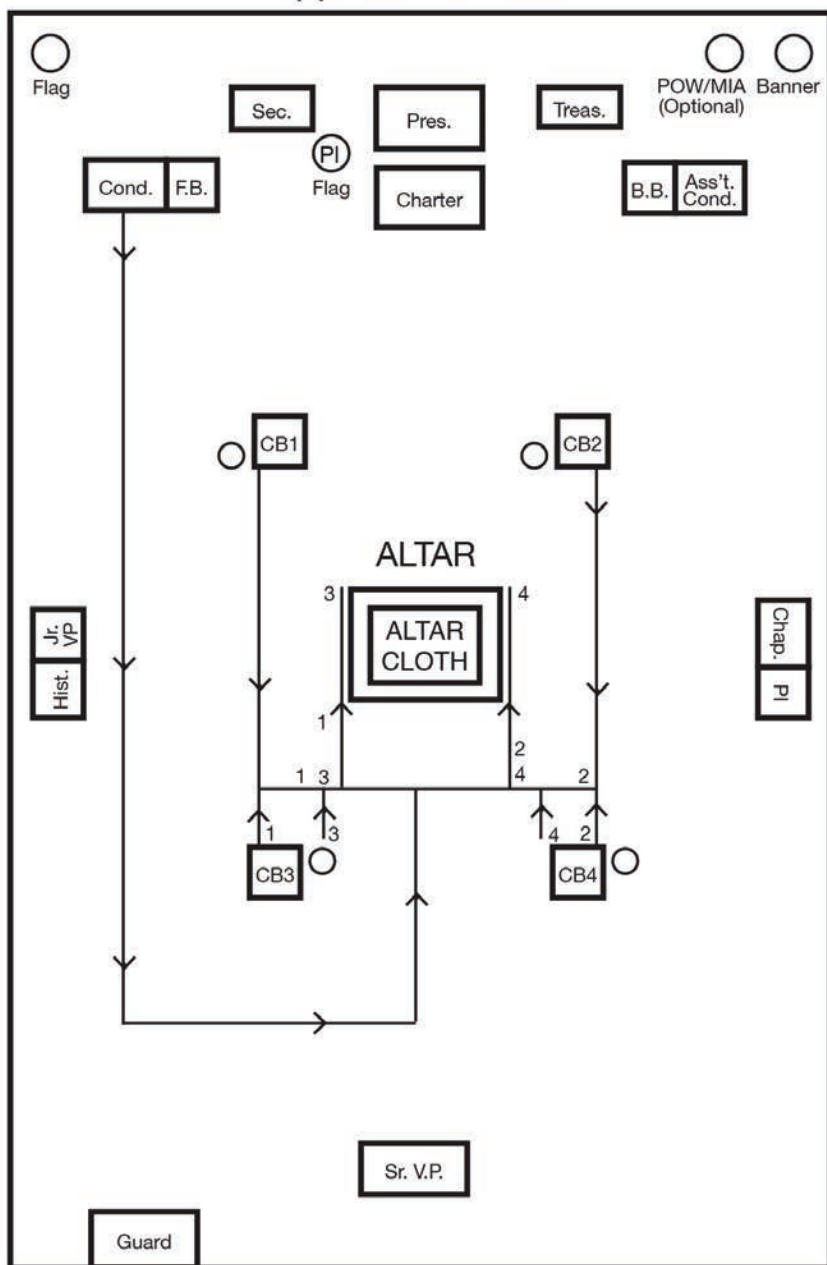 Flag
POW/MIA
(Optional)
Banner
Sec.
Pres.
Treas.
PI
Flag
Cond.
F.B.
Charter
B.B.
Ass't.
Cond.
CB1
CB2
ALTAR
3
4
ALTAR
CLOTH
Jr.
VP
Hist.
Chap.
PI
1
2
1
3
4
2
1
3
4
2
CB3
CB4
Sr. V.P.
Guard